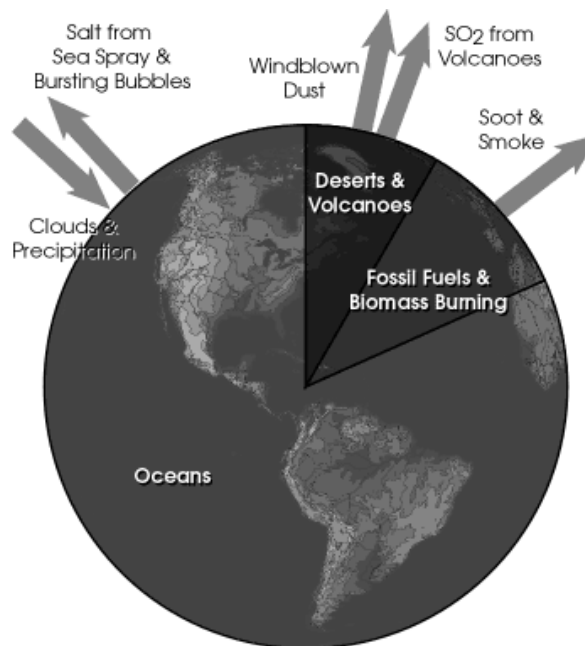 Salt from
Sea Spray &
Bursting Bubbles
Windblown
Dust
SO2 from
Volcanoes
Soot &
Smoke
Clouds &
Precipitation
Deserts &
Volcanoes
Fossil Fuels &
Biomass Burning
Oceans